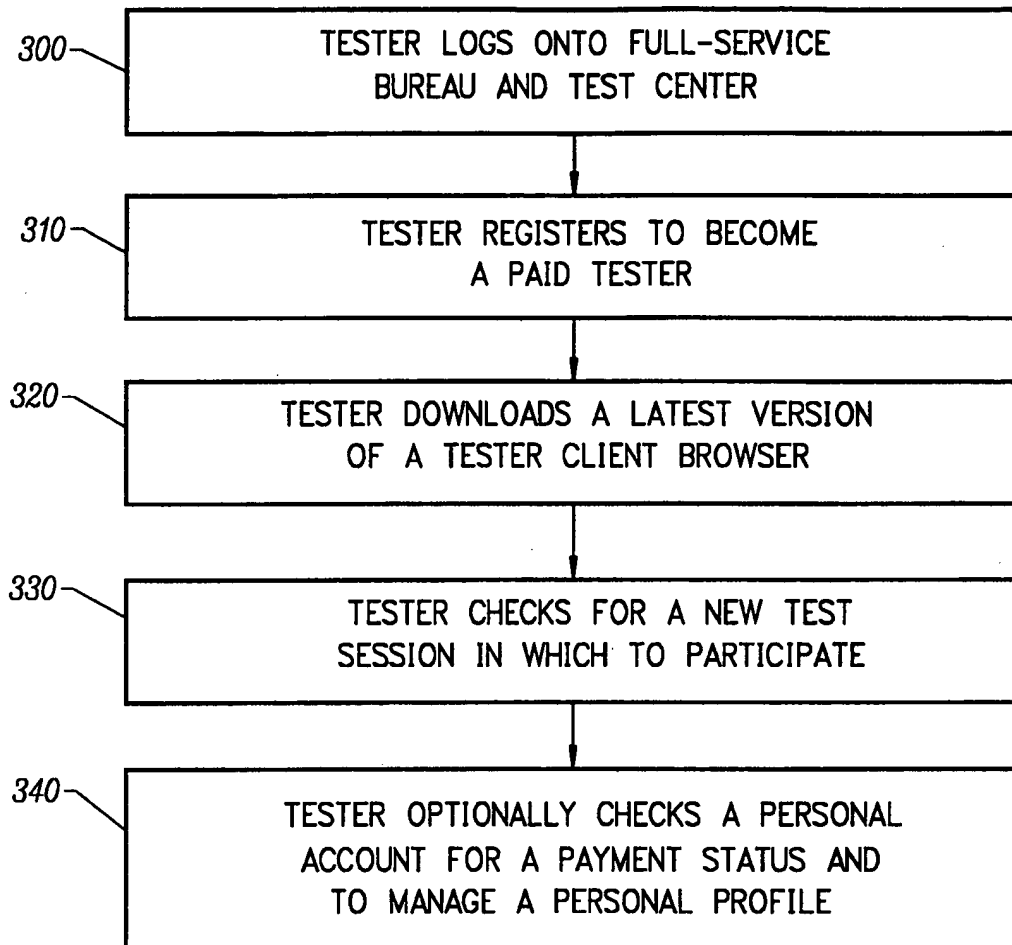 300
TESTER LOGS ONTO FULL-SERVICE
BUREAU AND TEST CENTER
310
TESTER REGISTERS TO BECOME
A PAID TESTER
320
TESTER DOWNLOADS A LATEST VERSION
OF A TESTER CLIENT BROWSER
330
TESTER CHECKS FOR A NEW TEST
SESSION IN WHICH TO PARTICIPATE
340
TESTER OPTIONALLY CHECKS A PERSONAL
ACCOUNT FOR A PAYMENT STATUS AND
TO MANAGE A PERSONAL PROFILE